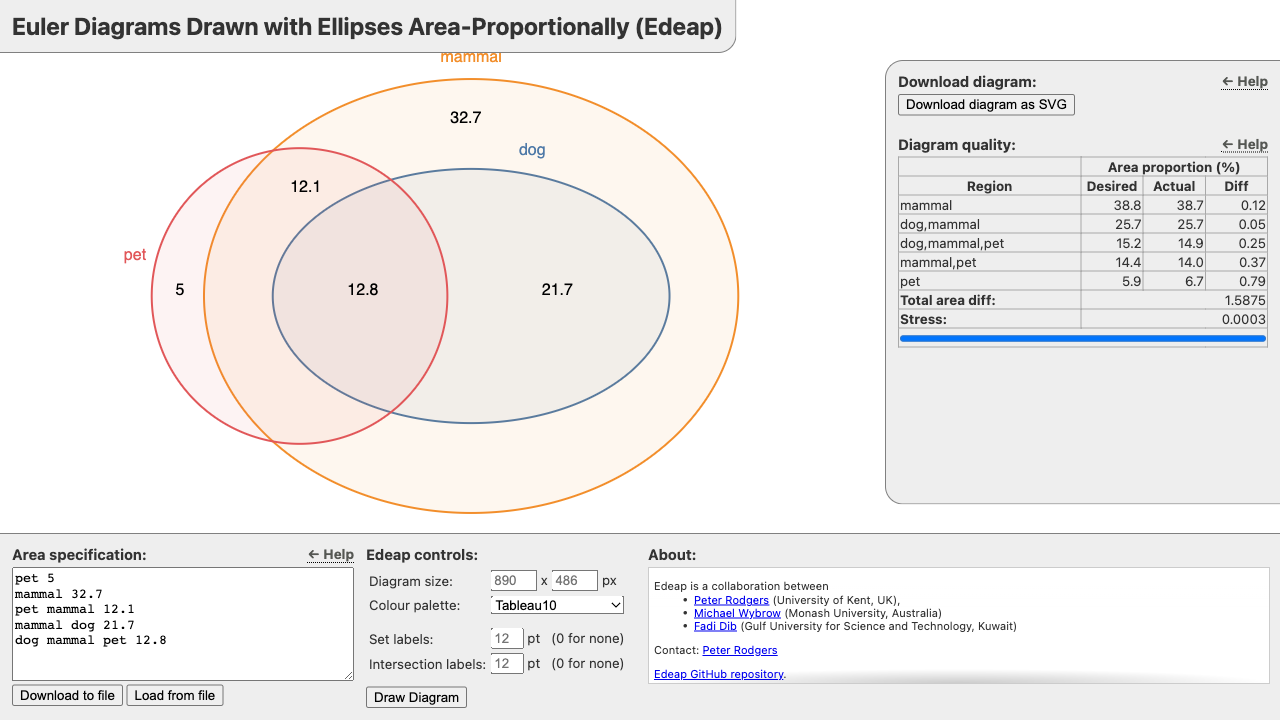 Euler Diagrams Drawn with Ellipses Area-Proportionally (Edeap)
mammal
32.7
dog
12.1
pet
5
12.8
21.7
Download diagram:
← Help
Download diagram as SVG
Diagram quality:
← Help
Area proportion (%)
Region Desired Actual Diff
mammal 38.8 38.7 0.12
dog,mammal 25.7 25.7 0.05
dog,mammal,pet 15.2 14.9 0.25
mammal,pet 14.4 14.0 0.37
pet 5.9 6.7 0.79
Total area diff: 1.5875
Stress: 0.0003
Area specification:
← Help
pet 5
mammal 32.7
pet mammal 12.1
mammal dog 21.7
dog mammal pet 12.8
Download to file
Load from file
Edeap controls:
Diagram size: 890 x 486 px
Colour palette: Tableau10
Set labels: 12 pt (0 for none)
Intersection labels: 12 pt (0 for none)
Draw Diagram
About:
Edeap is a collaboration between
• Peter Rodgers (University of Kent, UK),
• Michael Wybrow (Monash University, Australia)
• Fadi Dib (Gulf University for Science and Technology, Kuwait)
Contact: Peter Rodgers
Edeap GitHub repository.